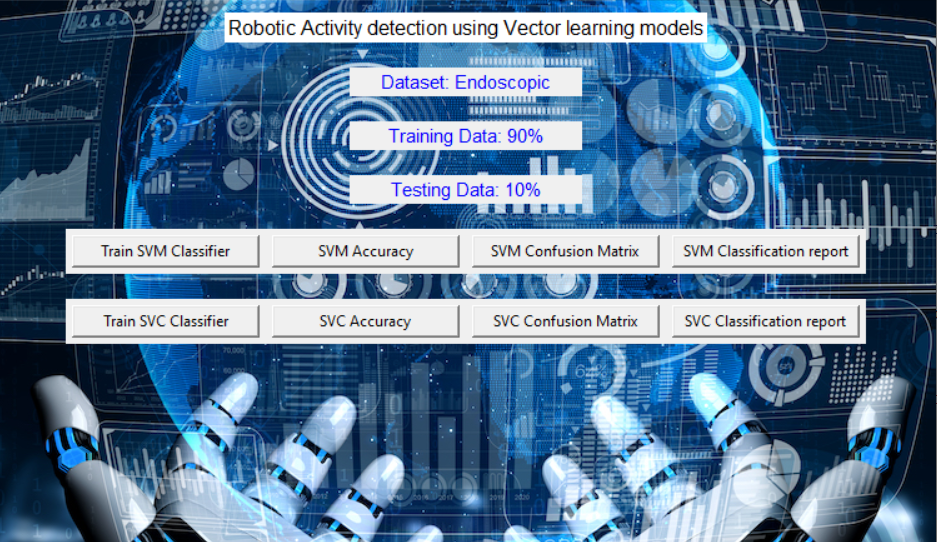 Robotic Activity detection using Vector learning models
Dataset: Endoscopic
Training Data: 90%
Testing Data: 10%
Train SVM Classifier SVM Accuracy SVM Confusion Matrix SVM Classification report
Train SVC Classifier SVC Accuracy SVC Confusion Matrix SVC Classification report